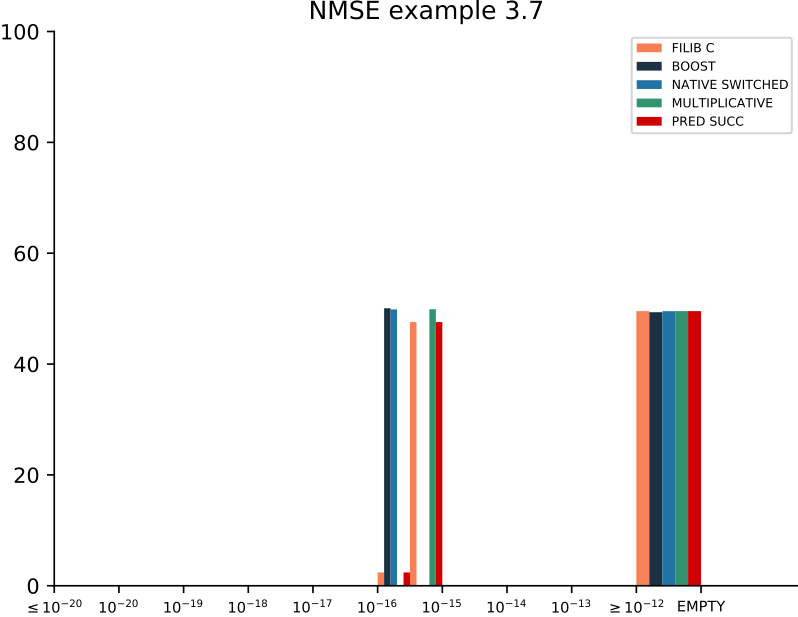 NMSE example 3.7
100
80
60
40
20
0
FILIB C
BOOST
NATIVE SWITCHED
MULTIPLICATIVE
PRED SUCC
≤ 10⁻²⁰ 10⁻²⁰ 10⁻¹⁹ 10⁻¹⁸ 10⁻¹⁷ 10⁻¹⁶ 10⁻¹⁵ 10⁻¹⁴ 10⁻¹³ ≥ 10⁻¹² EMPTY